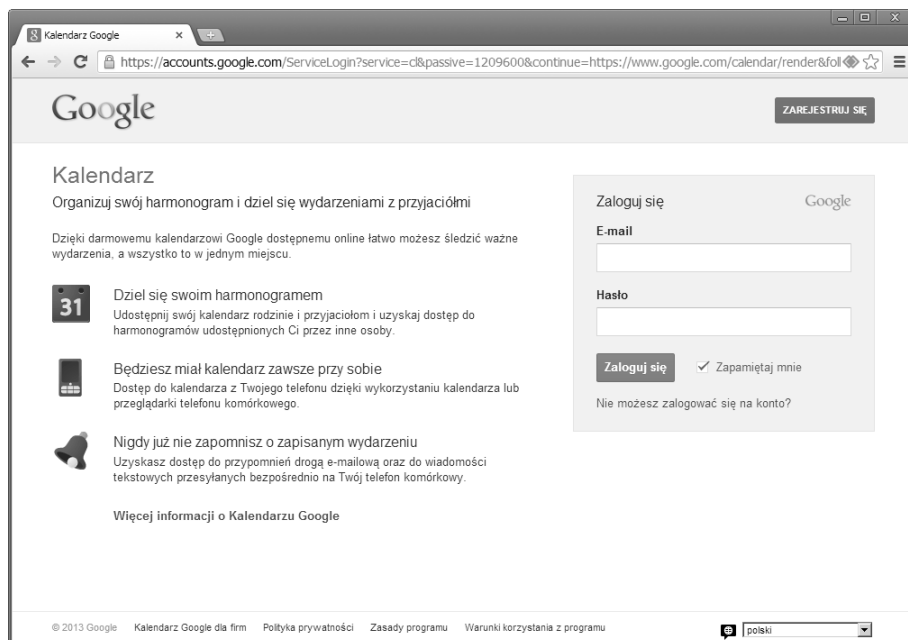 Kalendarz Google
https://accounts.google.com/ServiceLogin?service=cl&passive=1209600&continue=https://www.google.com/calendar/render&foll
Google
ZAREJESTRUJ SIĘ
Kalendarz
Organizuj swój harmonogram i dziel się wydarzeniami z przyjaciółmi
Dzięki darmowemu kalendarzowi Google dostępnemu online łatwo możesz śledzić ważne
wydarzenia, a wszystko to w jednym miejscu.
31
Dziel się swoim harmonogramem
Udostępnij swój kalendarz rodzinie i przyjaciołom i uzyskaj dostęp do
harmonogramów udostępnionych Ci przez inne osoby.
Będziesz miał kalendarz zawsze przy sobie
Dostęp do kalendarza z Twojego telefonu dzięki wykorzystaniu kalendarza lub
przeglądarki telefonu komórkowego.
Nigdy już nie zapomnisz o zapisanym wydarzeniu
Uzyskasz dostęp do przypomnień drogą e-mailową oraz do wiadomości
tekstowych przesyłanych bezpośrednio na Twój telefon komórkowy.
Więcej informacji o Kalendarzu Google
Zaloguj się
Google
E-mail
Hasło
Zaloguj się
Zapamiętaj mnie
Nie możesz zalogować się na konto?
© 2013 Google Kalendarz Google dla firm Polityka prywatności Zasady programu Warunki korzystania z programu
polski